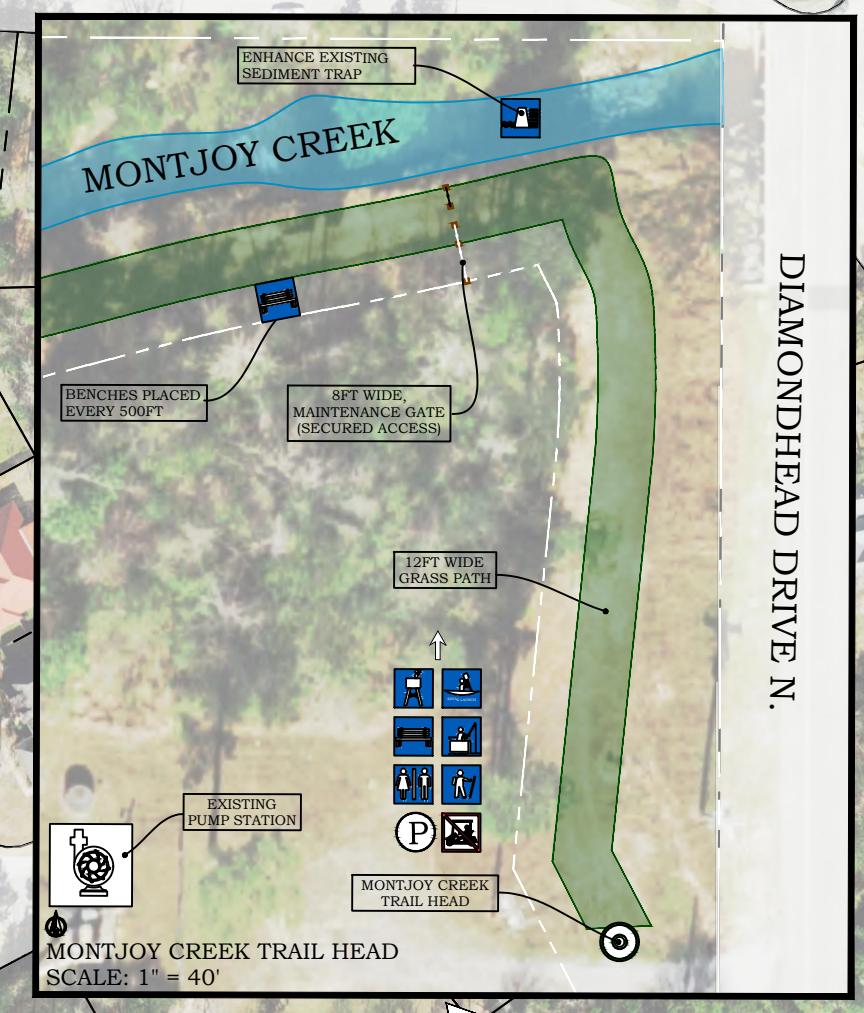 ENHANCE EXISTING
SEDIMENT TRAP
MONTJOY CREEK
DIAMONDHEAD DRIVE N.
BENCHES PLACED
EVERY 500FT
8FT WIDE,
MAINTENANCE GATE
(SECURED ACCESS)
12FT WIDE
GRASS PATH
EXISTING
PUMP STATION
P
MONTJOY CREEK
TRAIL HEAD
MONTJOY CREEK TRAIL HEAD
SCALE: 1" = 40'